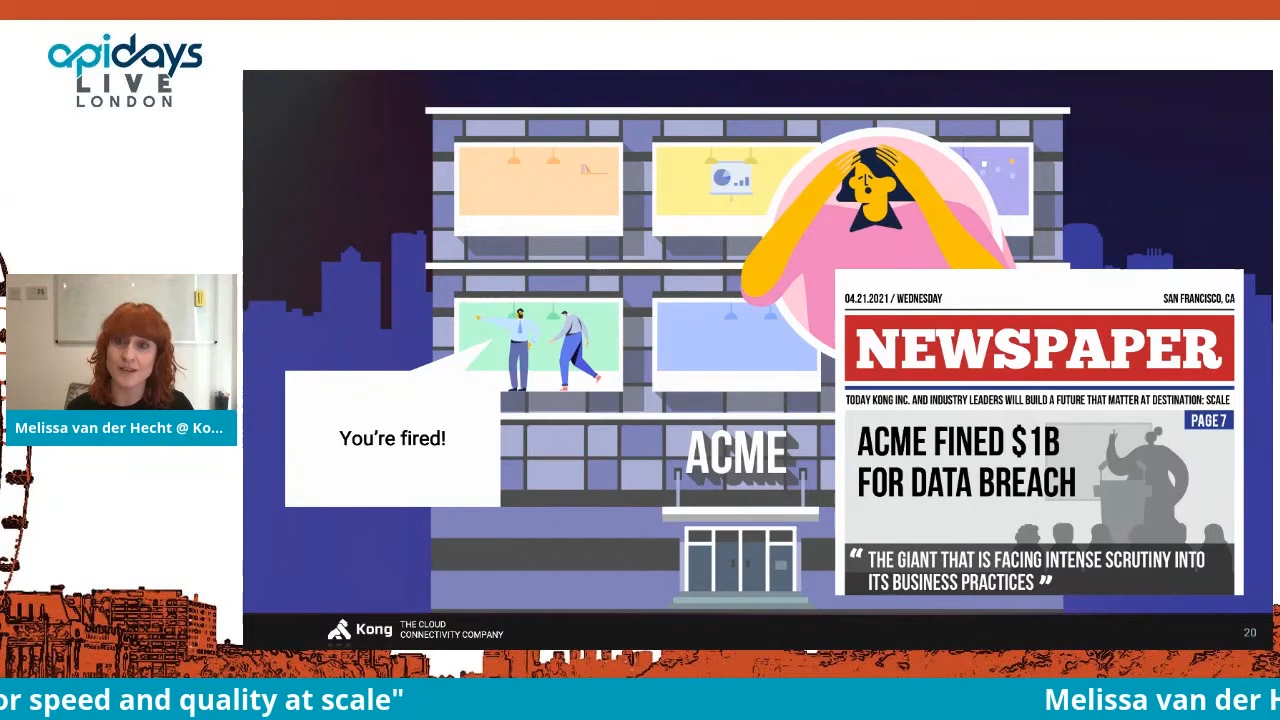 apidays
LIVE
LONDON
Melissa van der Hecht @ Ko...
You're fired!
ACME
04.21.2021 / WEDNESDAY
SAN FRANCISCO, CA
NEWSPAPER
TODAY KONG INC. AND INDUSTRY LEADERS WILL BUILD A FUTURE THAT MATTER AT DESTINATION: SCALE
PAGE 7
ACME FINED $1B
FOR DATA BREACH
“ THE GIANT THAT IS FACING INTENSE SCRUTINY INTO
ITS BUSINESS PRACTICES ”
Kong
THE CLOUD
CONNECTIVITY COMPANY
20
or speed and quality at scale"
Melissa van der H